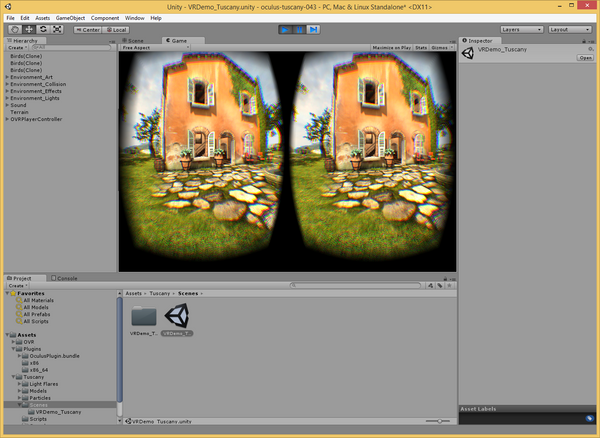 Unity - VRDemo_Tuscany.unity - oculus-tuscany-043 - PC, Mac & Linux Standalone* <DX11>
File Edit Assets GameObject Component Window Help
Center Local Layers Layout
Hierarchy Scene Game Inspector
Create All Free Aspect Maximize on Play Stats Gizmos VRDemo_Tuscany
Open
Birds(Clone)
Birds(Clone)
Birds(Clone)
Environment_Art
Environment_Collision
Environment_Effects
Environment_Lights
Sound
Terrain
OVRPlayerController
Project Console
Create
Favorites
All Materials
All Models
All Prefabs
All Scripts
Assets
OVR
Plugins
OculusPlugin.bundle
x86
x86_64
Tuscany
Light Flares
Models
Particles
Scenes
VRDemo_Tuscany
Scripts
Assets Tuscany Scenes
VRDemo_T... VRDemo_T...
VRDemo_Tuscany.unity
Asset Labels